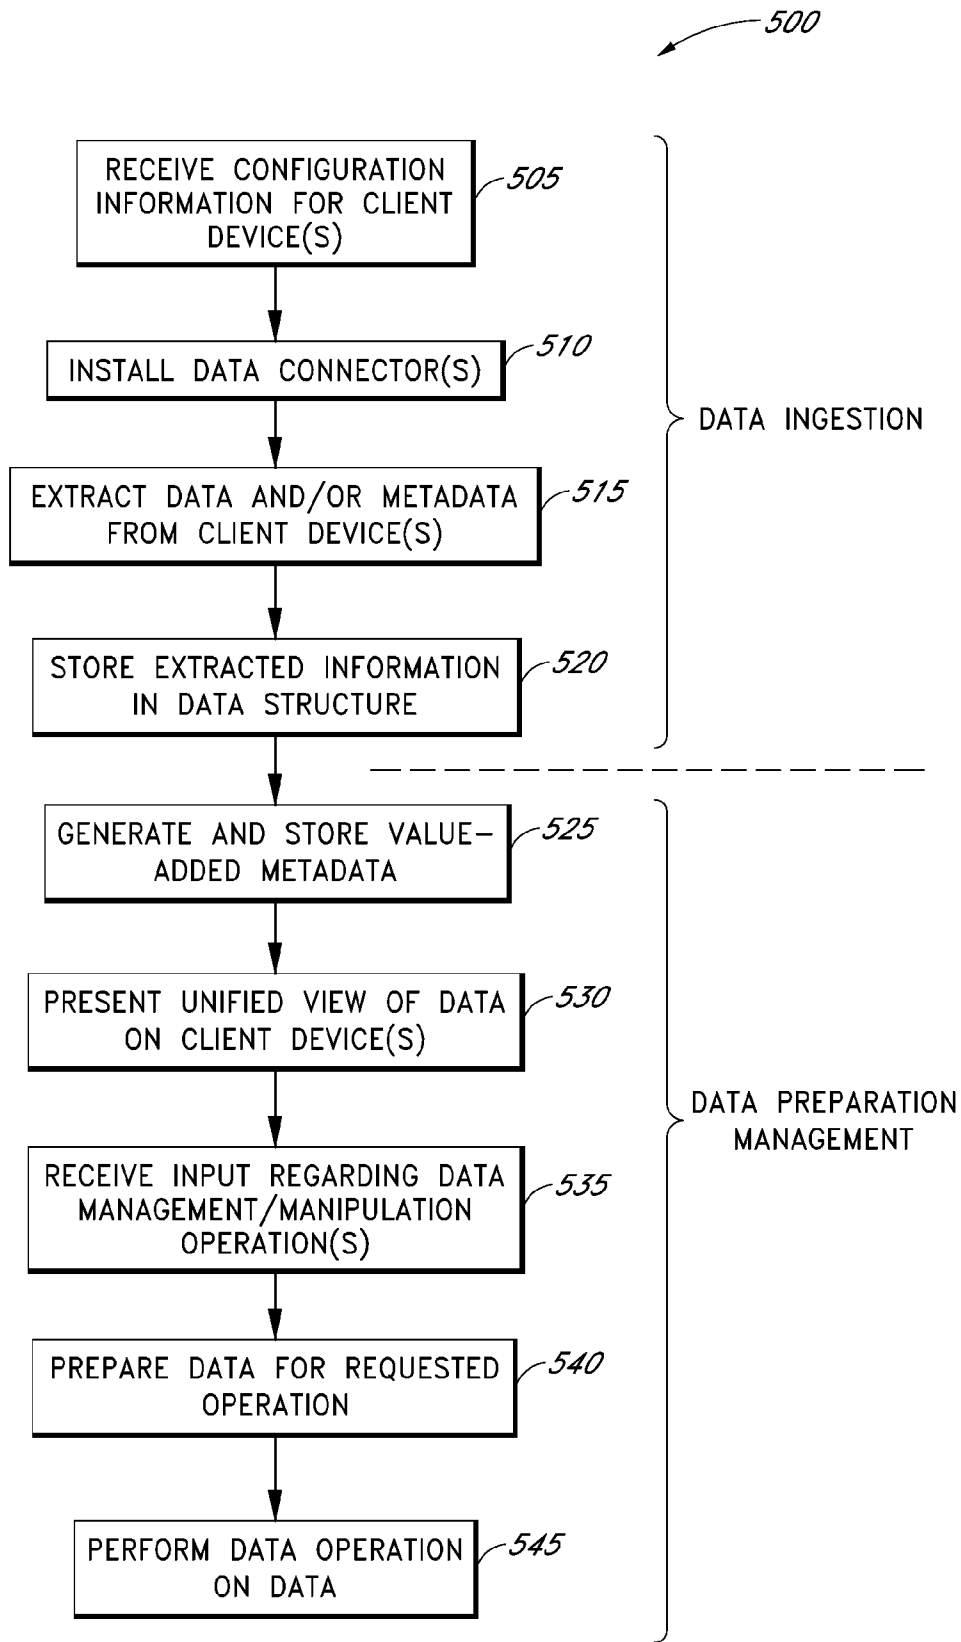 500
RECEIVE CONFIGURATION
INFORMATION FOR CLIENT
DEVICE(S)
505
INSTALL DATA CONNECTOR(S)
510
DATA INGESTION
EXTRACT DATA AND/OR METADATA
FROM CLIENT DEVICE(S)
515
STORE EXTRACTED INFORMATION
IN DATA STRUCTURE
520
GENERATE AND STORE VALUE-
ADDED METADATA
525
PRESENT UNIFIED VIEW OF DATA
ON CLIENT DEVICE(S)
530
DATA PREPARATION
MANAGEMENT
RECEIVE INPUT REGARDING DATA
MANAGEMENT/MANIPULATION
OPERATION(S)
535
PREPARE DATA FOR REQUESTED
OPERATION
540
PERFORM DATA OPERATION
ON DATA
545